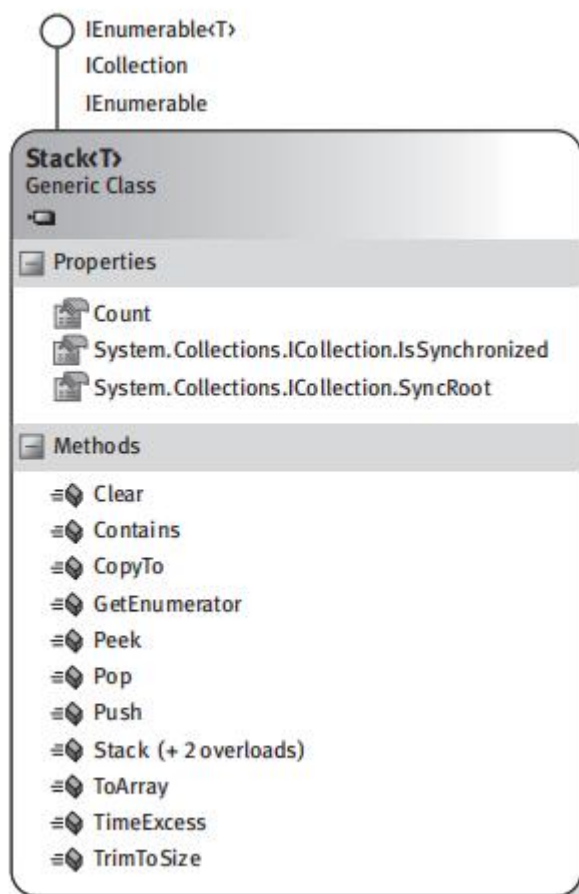 IEnumerable<T>
ICollection
IEnumerable
Stack<T>
Generic Class
Properties
Count
System.Collections.ICollection.IsSynchronized
System.Collections.ICollection.SyncRoot
Methods
Clear
Contains
CopyTo
GetEnumerator
Peek
Pop
Push
Stack (+ 2 overloads)
ToArray
TimeExcess
TrimToSize